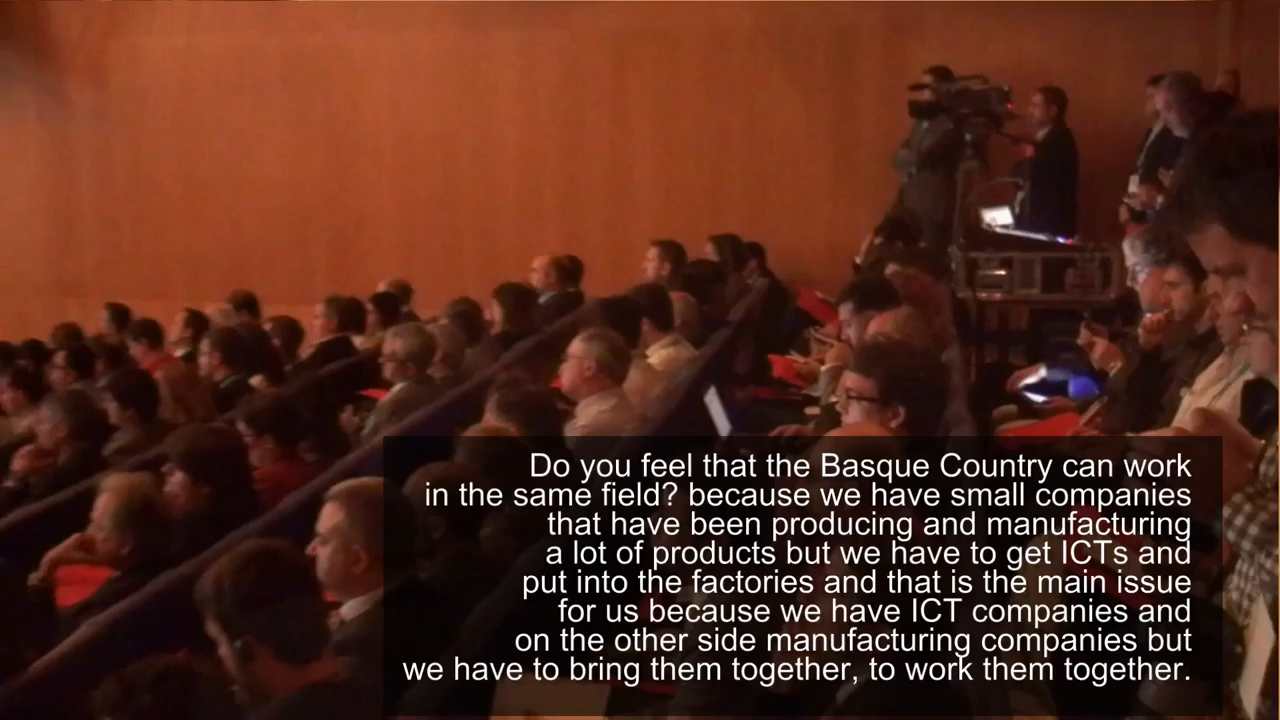 Do you feel that the Basque Country can work
in the same field? because we have small companies
that have been producing and manufacturing
a lot of products but we have to get ICTs and
put into the factories and that is the main issue
for us because we have ICT companies and
on the other side manufacturing companies but
we have to bring them together, to work them together.